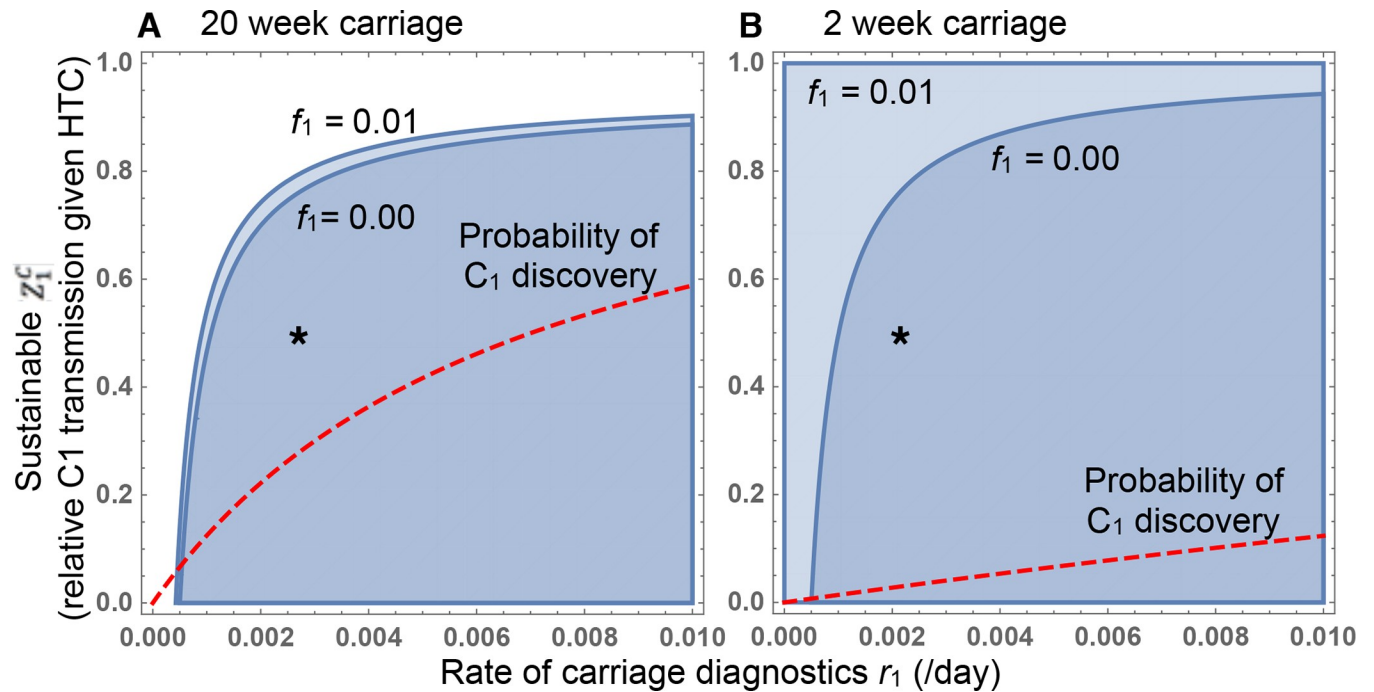 A 20 week carriage
B 2 week carriage
Sustainable z₁ᶜ
(relative C1 transmission given HTC)
1.0
0.8
0.6
0.4
0.2
0.0
f₁ = 0.01
f₁= 0.00
Probability of
C₁ discovery
*
0.000 0.002 0.004 0.006 0.008 0.010
1.0
0.8
0.6
0.4
0.2
0.0
f₁ = 0.01
f₁ = 0.00
*
Probability of
C₁ discovery
0.000 0.002 0.004 0.006 0.008 0.010
Rate of carriage diagnostics r₁ (/day)